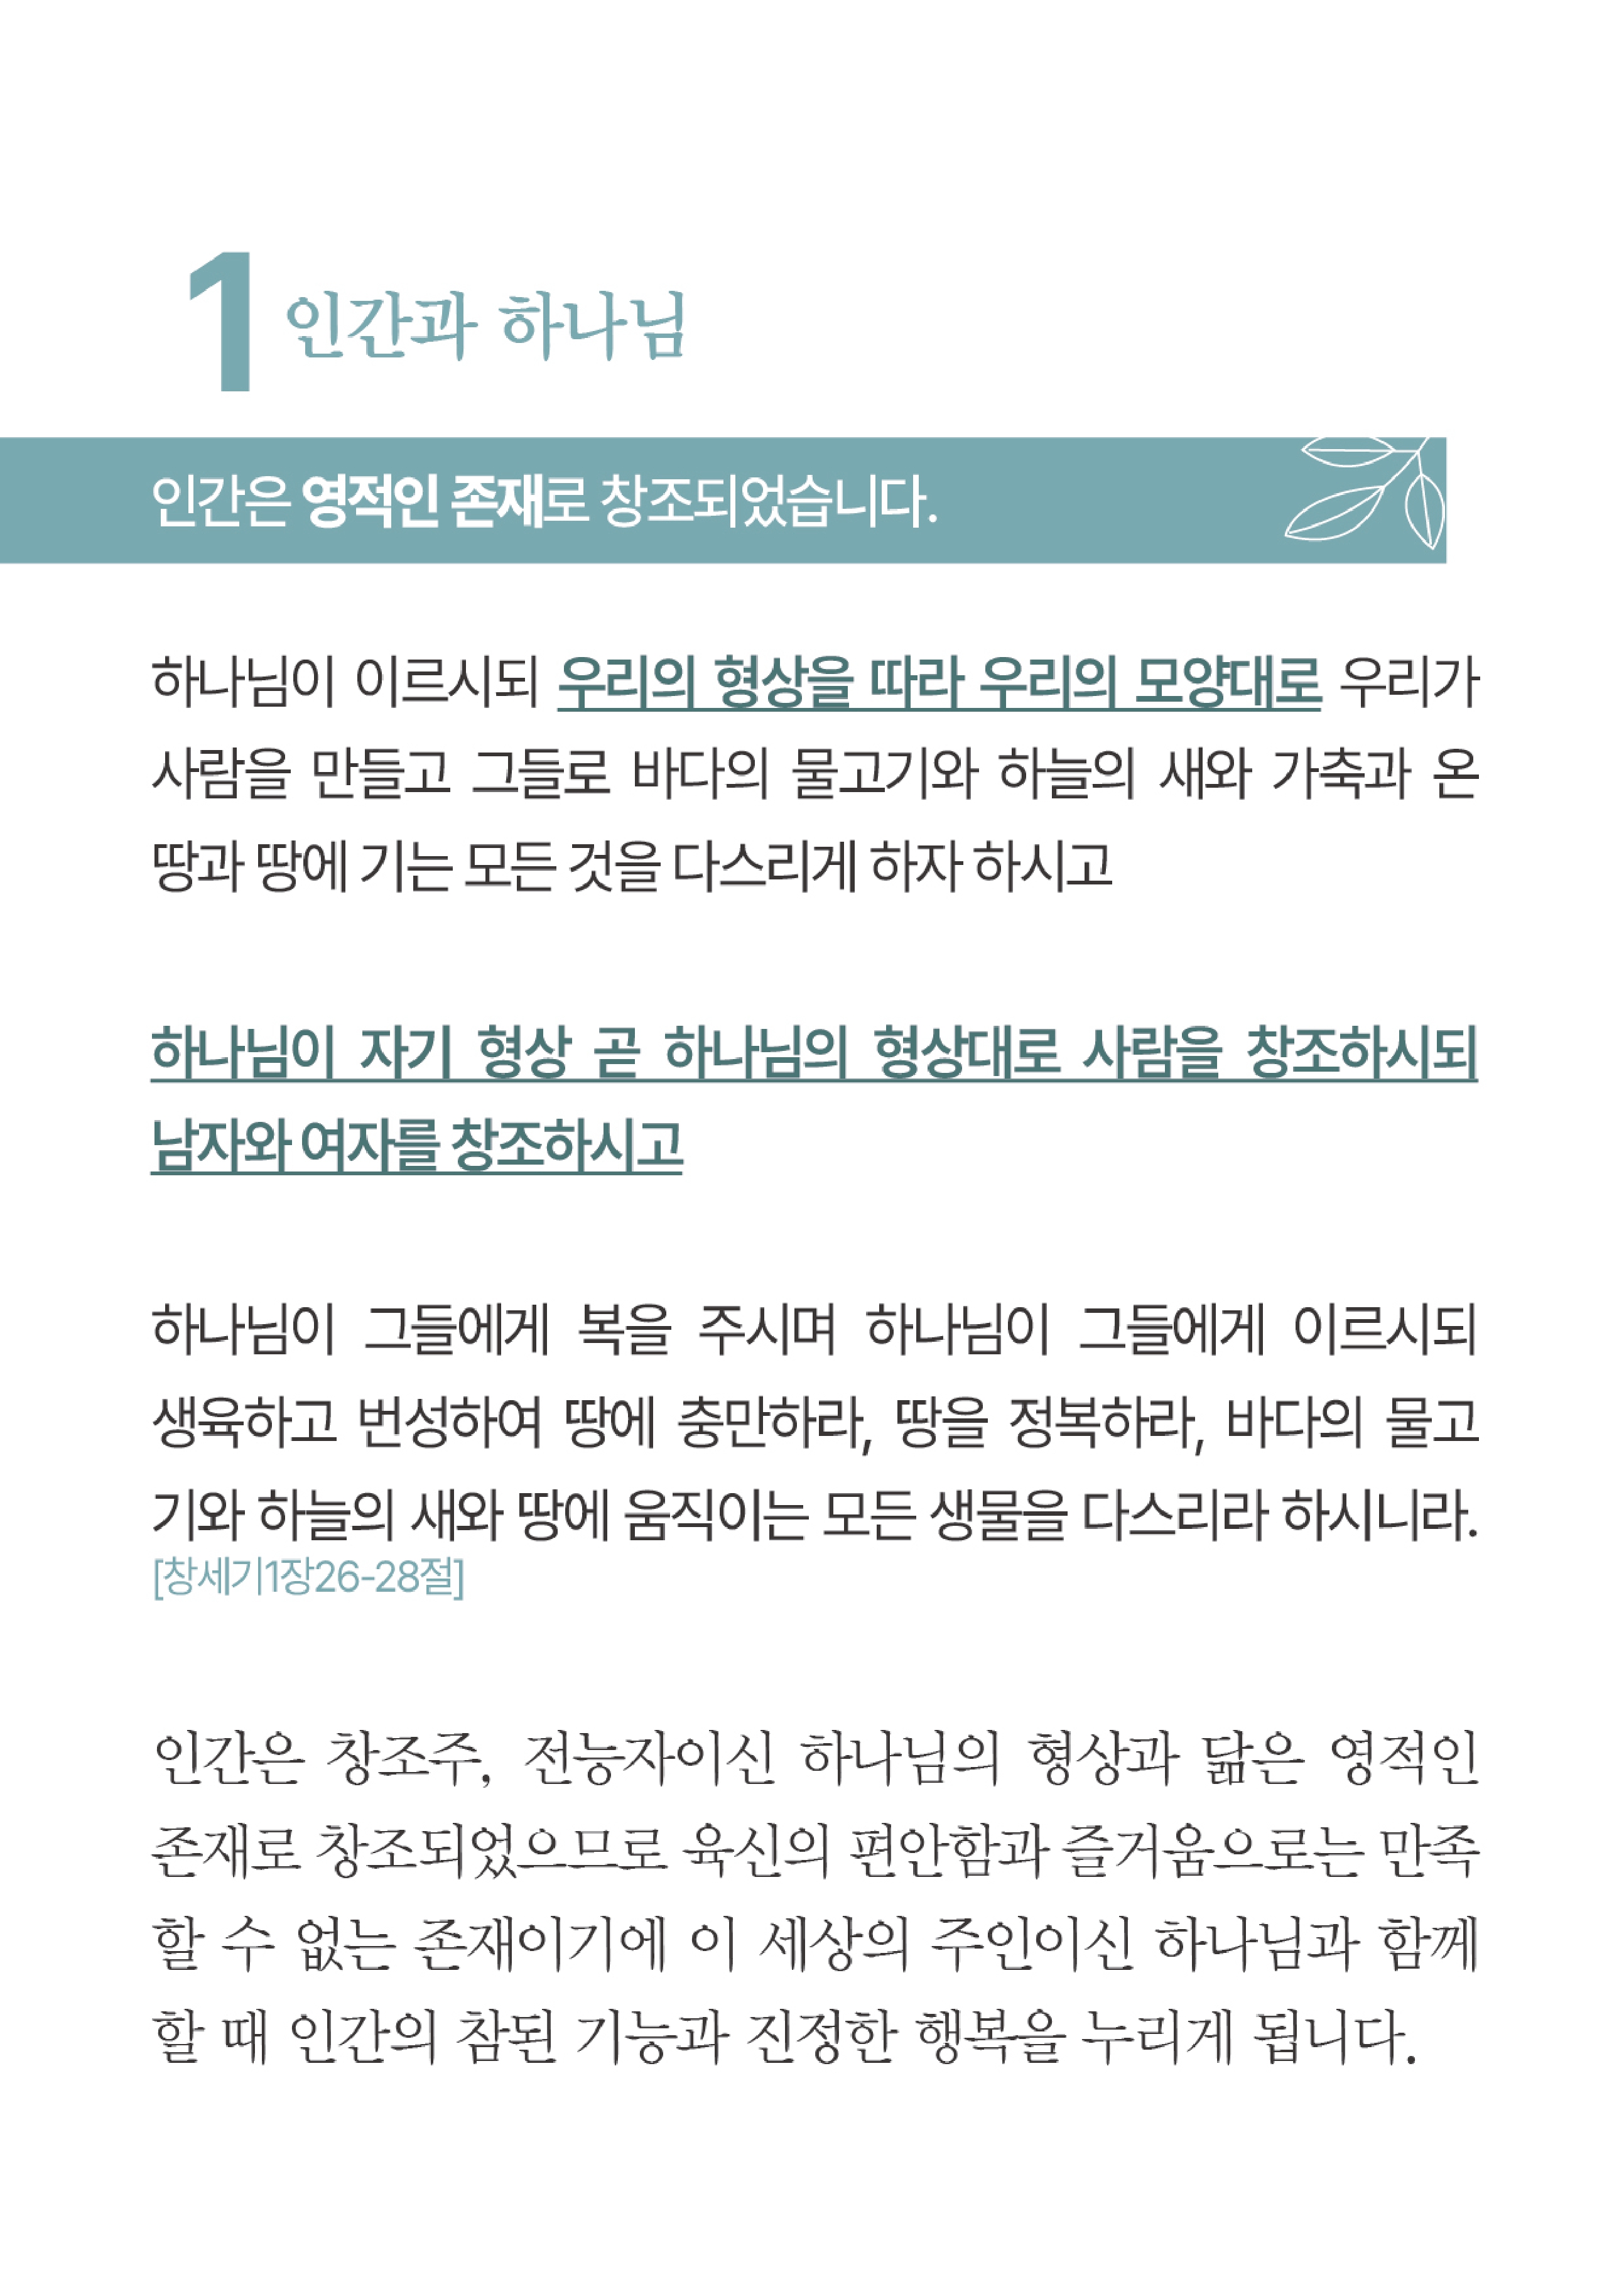 1 인간과 하나님
인간은 영적인 존재로 창조되었습니다.
하나님이 이르시되 우리의 형상을 따라 우리의 모양대로 우리가
사람을 만들고 그들로 바다의 물고기와 하늘의 새와 가축과 온
땅과 땅에 기는 모든 것을 다스리게 하자 하시고
하나님이 자기 형상 곧 하나님의 형상대로 사람을 창조하시되
남자와 여자를 창조하시고
하나님이 그들에게 복을 주시며 하나님이 그들에게 이르시되
생육하고 번성하여 땅에 충만하라, 땅을 정복하라, 바다의 물고
기와 하늘의 새와 땅에 움직이는 모든 생물을 다스리라 하시니라.
[창세기1장26-28절]
인간은 창조주, 전능자이신 하나님의 형상과 닮은 영적인
존재로 창조되었으므로 육신의 편안함과 즐거움으로는 만족
할 수 없는 존재이기에 이 세상의 주인이신 하나님과 함께
할 때 인간의 참된 기능과 진정한 행복을 누리게 됩니다.